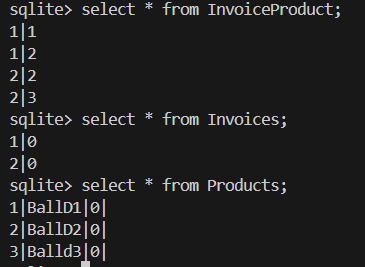 sqlite> select * from InvoiceProduct;
1|1
1|2
2|2
2|3
sqlite> select * from Invoices;
1|0
2|0
sqlite> select * from Products;
1|BallD1|0|
2|BallD2|0|
3|Balld3|0|